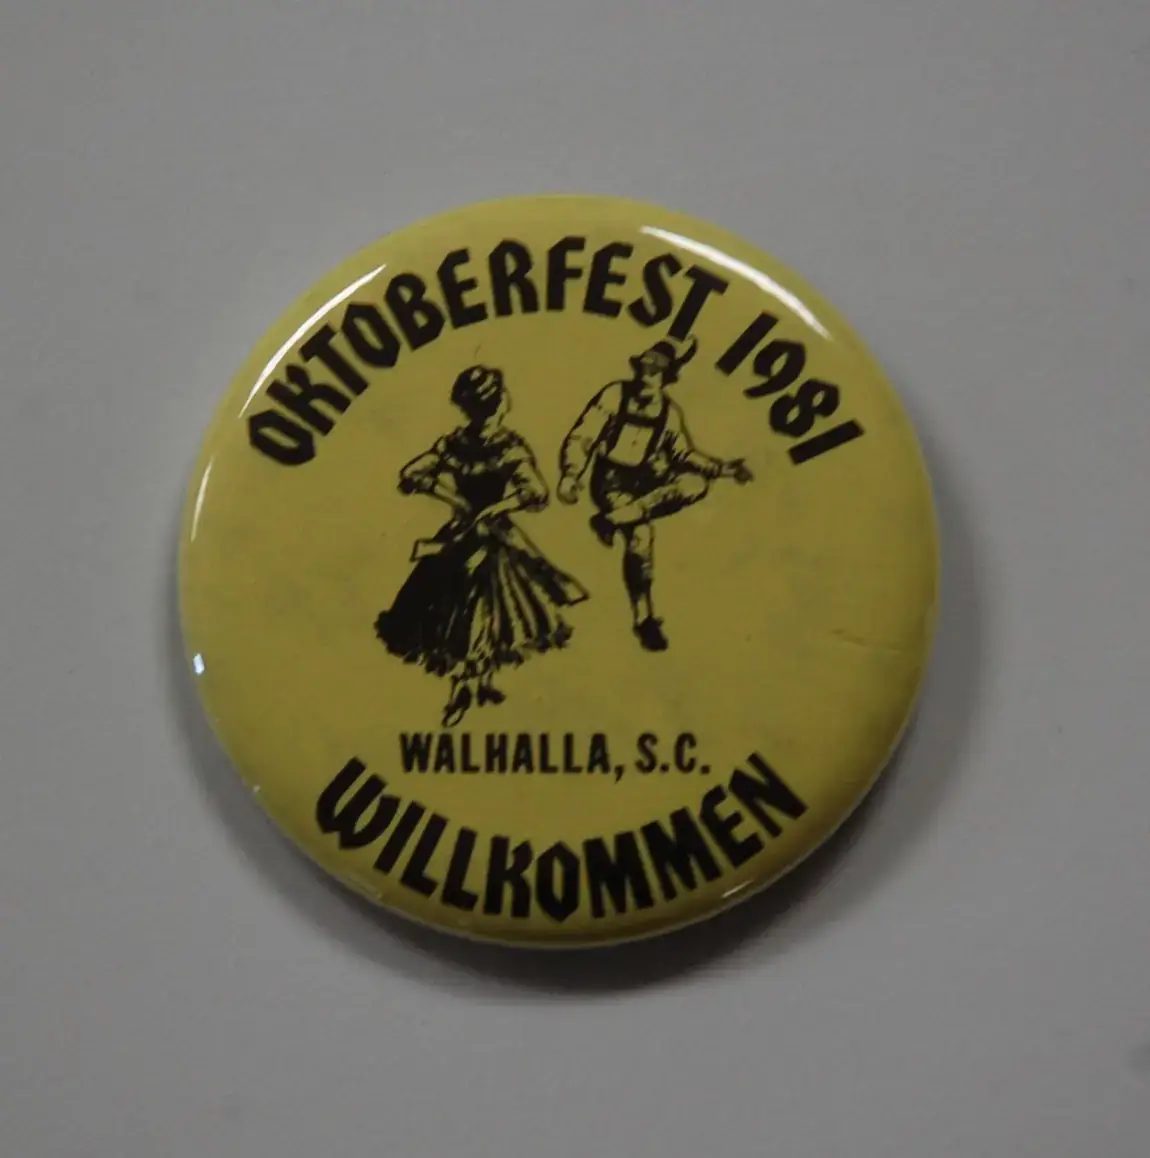 OKTOBERFEST 1981
WALHALLA, S.C.
WILLKOMMEN